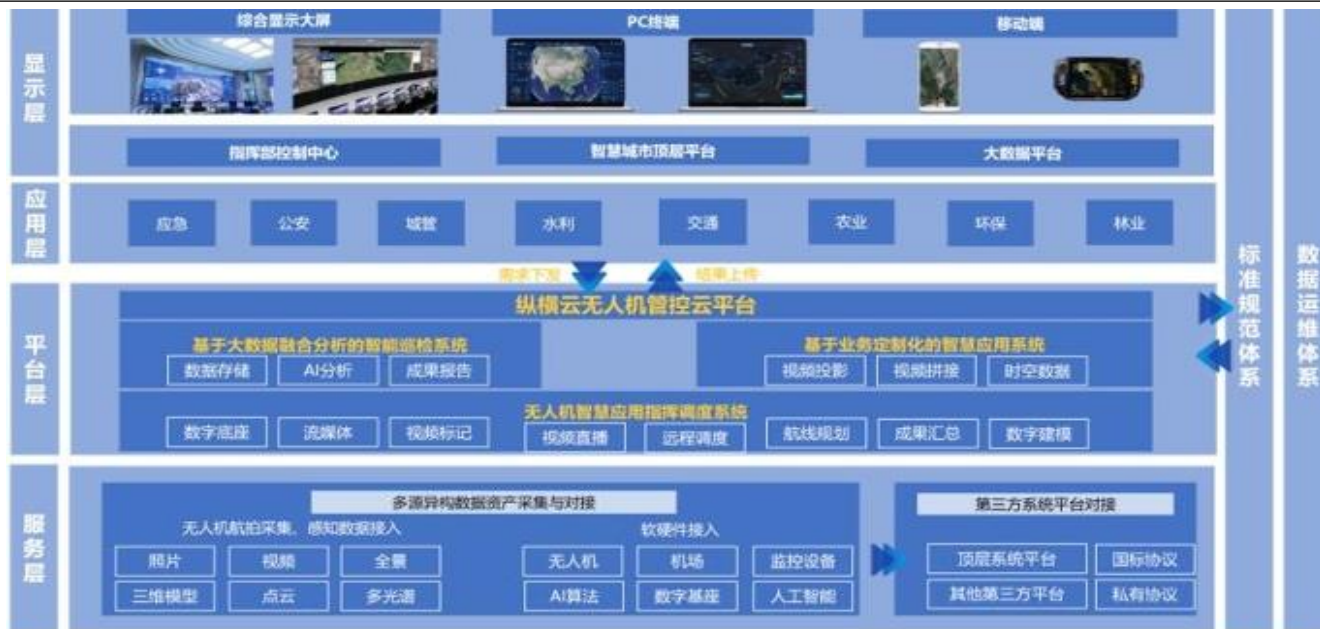 显示层
综合显示大屏
PC终端
移动端
指挥部控制中心
智慧城市顶层平台
大数据平台
应用层
应急
公安
城管
水利
交通
农业
环保
林业
需求下发
结果上传
平台层
纵横云无人机管控云平台
基于大数据融合分析的智能巡检系统
数据存储
AI分析
成果报告
基于业务定制化的智慧应用系统
视频投影
视频拼接
时空数据
无人机智慧应用指挥调度系统
数字底座
流媒体
视频标记
视频直播
远程调度
航线规划
成果汇总
数字建模
服务层
多源异构数据资产采集与对接
无人机航拍采集、感知数据接入
照片
视频
全景
三维模型
点云
多光谱
软硬件接入
无人机
机场
监控设备
AI算法
数字基座
人工智能
第三方系统平台对接
顶层系统平台
国标协议
其他第三方平台
私有协议
标准规范体系
数据运维体系